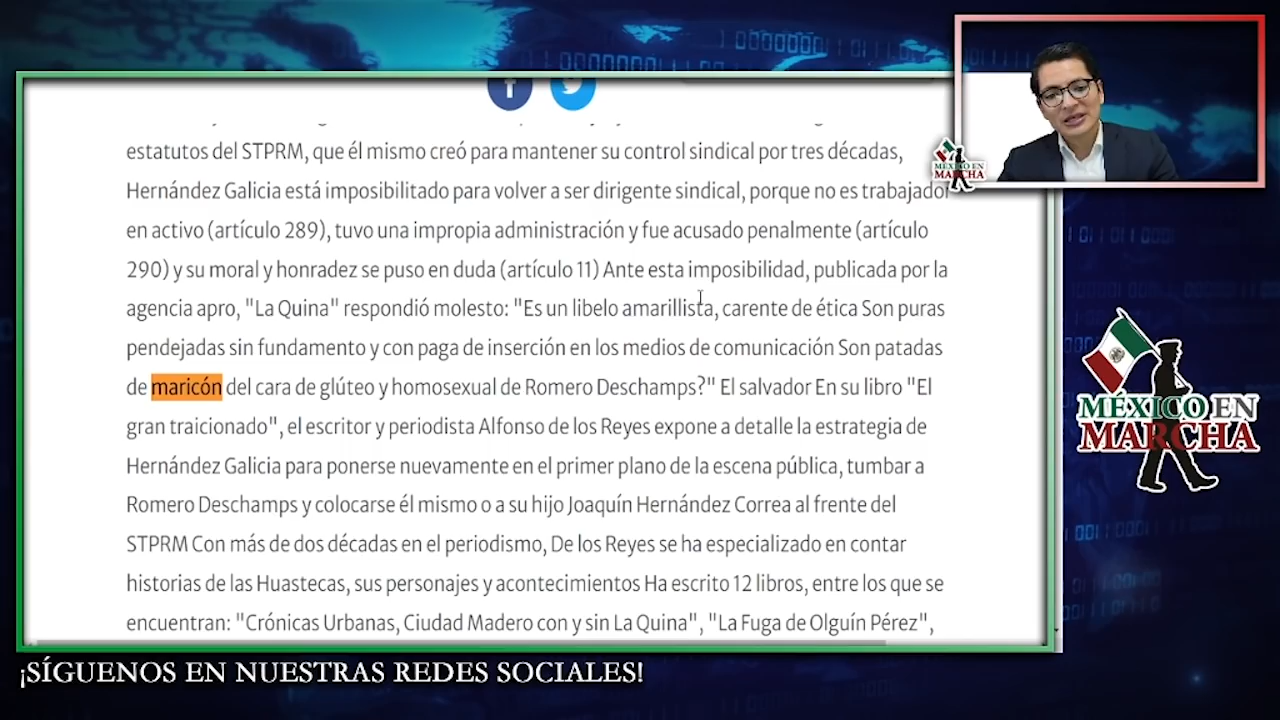 estatutos del STPRM, que él mismo creó para mantener su control sindical por tres décadas,
Hernández Galicia está imposibilitado para volver a ser dirigente sindical, porque no es trabajador
en activo (artículo 289), tuvo una impropia administración y fue acusado penalmente (artículo
290) y su moral y honradez se puso en duda (artículo 11) Ante esta imposibilidad, publicada por la
agencia apro, "La Quina" respondió molesto: "Es un libelo amarillista, carente de ética Son puras
pendejadas sin fundamento y con paga de inserción en los medios de comunicación Son patadas
de maricón del cara de glúteo y homosexual de Romero Deschamps?" El salvador En su libro "El
gran traicionado", el escritor y periodista Alfonso de los Reyes expone a detalle la estrategia de
Hernández Galicia para ponerse nuevamente en el primer plano de la escena pública, tumbar a
Romero Deschamps y colocarse él mismo o a su hijo Joaquín Hernández Correa al frente del
STPRM Con más de dos décadas en el periodismo, De los Reyes se ha especializado en contar
historias de las Huastecas, sus personajes y acontecimientos Ha escrito 12 libros, entre los que se
encuentran: "Crónicas Urbanas, Ciudad Madero con y sin La Quina", "La Fuga de Olguín Pérez",
MÉXICO EN
MARCHA
MÉXICO EN
MARCHA
¡SÍGUENOS EN NUESTRAS REDES SOCIALES!